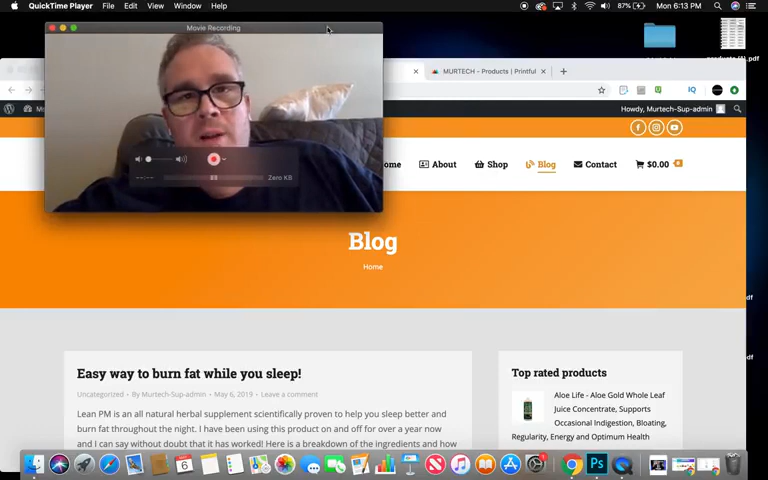 QuickTime Player File Edit View Window Help
87% Mon 6:13 PM
Movie Recording
MURTECH - Products | Printful
Howdy, Murtech-Sup-admin
--:-- Zero KB
About Shop Blog Contact $0.00 0
Blog
Home
Easy way to burn fat while you sleep!
Uncategorized By Murtech-Sup-admin May 6, 2019 Leave a comment
Lean PM is an all natural herbal supplement scientifically proven to help you sleep better and
burn fat throughout the night. I have been using this product on and off for over a year now
and I can say without doubt that it has worked! Here is a breakdown of the ingredients and how
Top rated products
Aloe Life - Aloe Gold Whole Leaf
Juice Concentrate, Supports
Occasional Indigestion, Bloating,
Regularity, Energy and Optimum Health
6